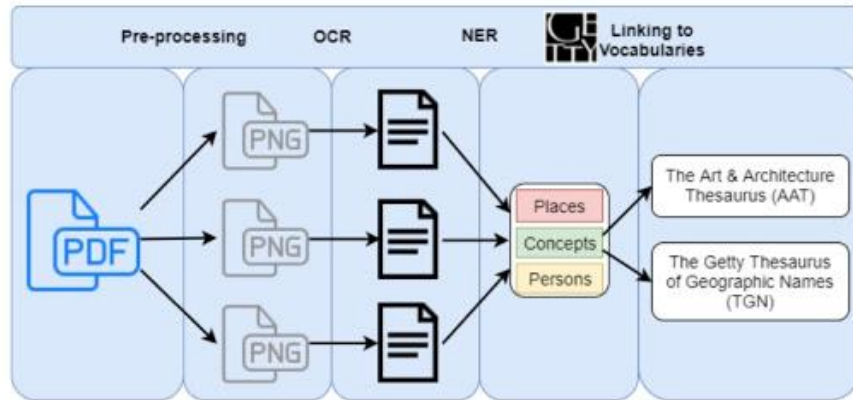 Pre-processing
OCR
NER
GETTY
Linking to
Vocabularies
PDF
PNG
PNG
PNG
Places
Concepts
Persons
The Art & Architecture
Thesaurus (AAT)
The Getty Thesaurus
of Geographic Names
(TGN)